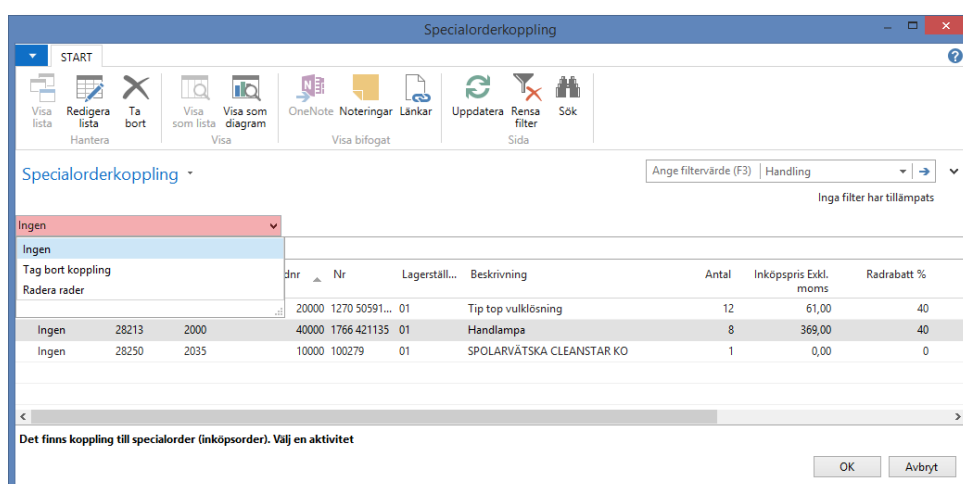 Specialorderkoppling
START
Visa lista
Redigera lista
Ta bort
Visa som lista
Visa som diagram
OneNote
Noteringar
Länkar
Uppdatera
Rensa filter
Sök
Hantera
Visa
Visa bifogat
Sida
Specialorderkoppling
Ange filtervärde (F3) Handling
Inga filter har tillämpats
Ingen
Ingen
Tag bort koppling
Radera rader
dnr Nr Lagerställ... Beskrivning Antal Inköpspris Exkl. moms Radrabatt %
20000 1270 50591... 01 Tip top vulklösning 12 61,00 40
Ingen 28213 2000 40000 1766 421135 01 Handlampa 8 369,00 40
Ingen 28250 2035 10000 100279 01 SPOLARVÄTSKA CLEANSTAR KO 1 0,00 0
Det finns koppling till specialorder (inköpsorder). Välj en aktivitet
OK Avbryt